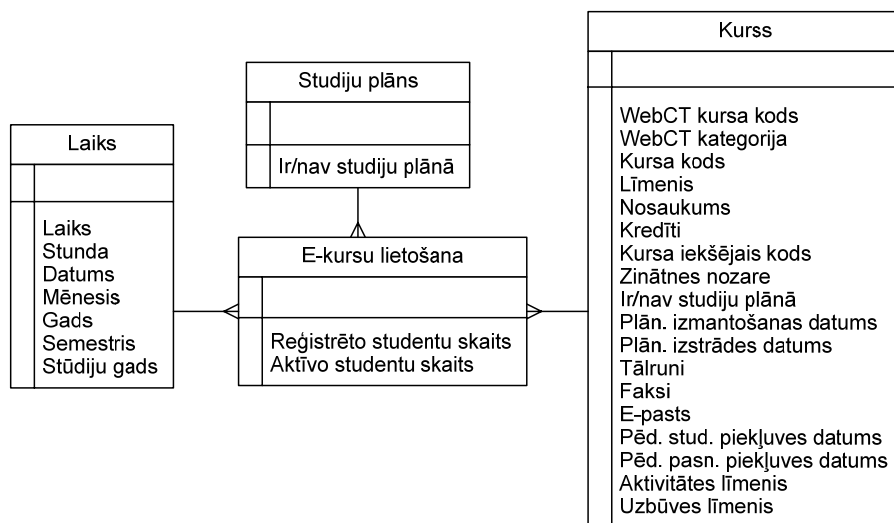 Laiks
Laiks
Stunda
Datums
Mēnesis
Gads
Semestris
Stūdiju gads
Studiju plāns
Ir/nav studiju plānā
E-kursu lietošana
Reģistrēto studentu skaits
Aktīvo studentu skaits
Kurss
WebCT kursa kods
WebCT kategorija
Kursa kods
Līmenis
Nosaukums
Kredīti
Kursa iekšējais kods
Zinātnes nozare
Ir/nav studiju plānā
Plān. izmantošanas datums
Plān. izstrādes datums
Tālruni
Faksi
E-pasts
Pēd. stud. piekļuves datums
Pēd. pasn. piekļuves datums
Aktivitātes līmenis
Uzbūves līmenis